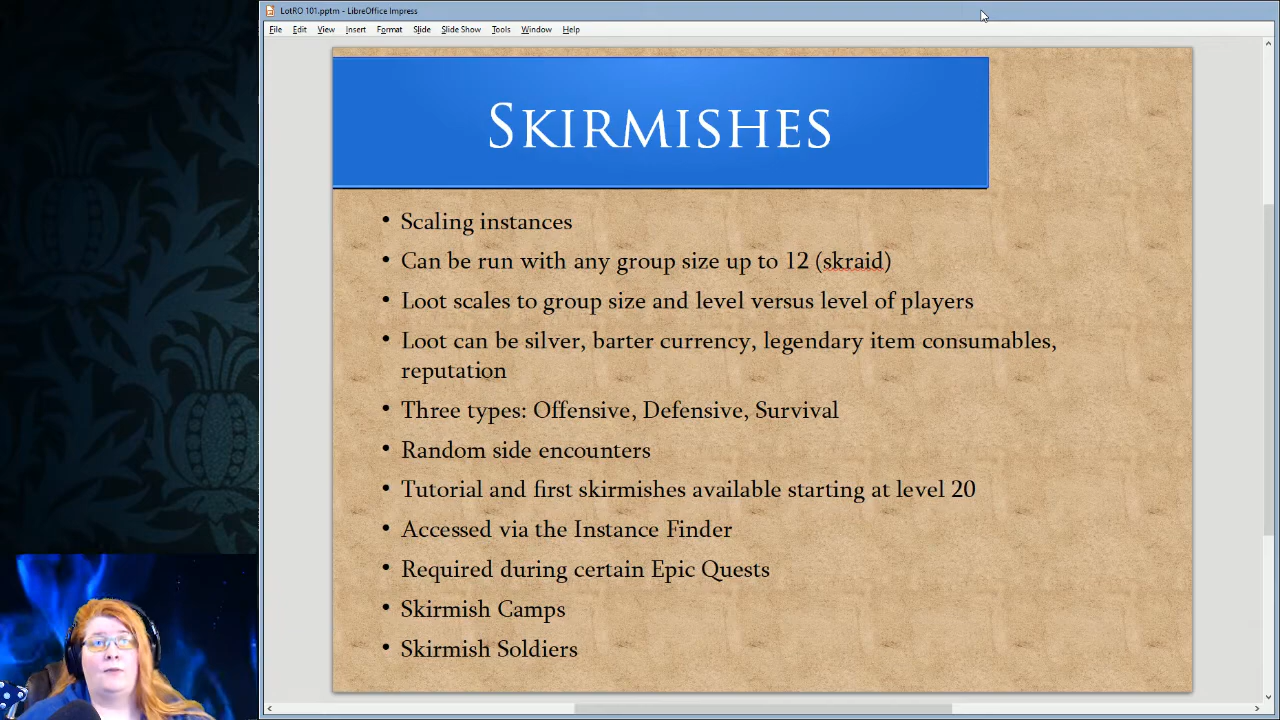 LotRO 101.pptm - LibreOffice Impress
File Edit View Insert Format Slide Slide Show Tools Window Help
SKIRMISHES
• Scaling instances
• Can be run with any group size up to 12 (skraid)
• Loot scales to group size and level versus level of players
• Loot can be silver, barter currency, legendary item consumables,
reputation
• Three types: Offensive, Defensive, Survival
• Random side encounters
• Tutorial and first skirmishes available starting at level 20
• Accessed via the Instance Finder
• Required during certain Epic Quests
• Skirmish Camps
• Skirmish Soldiers